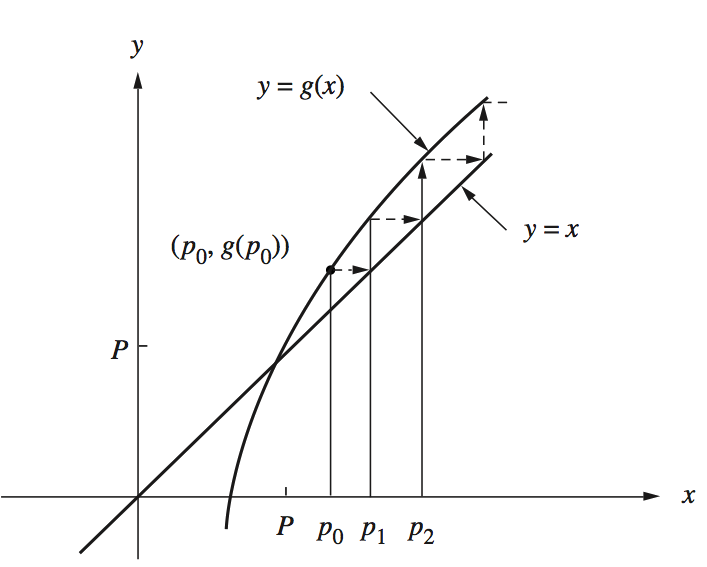 y
y = g(x)
(p₀, g(p₀))
y = x
P
x
P p₀ p₁ p₂